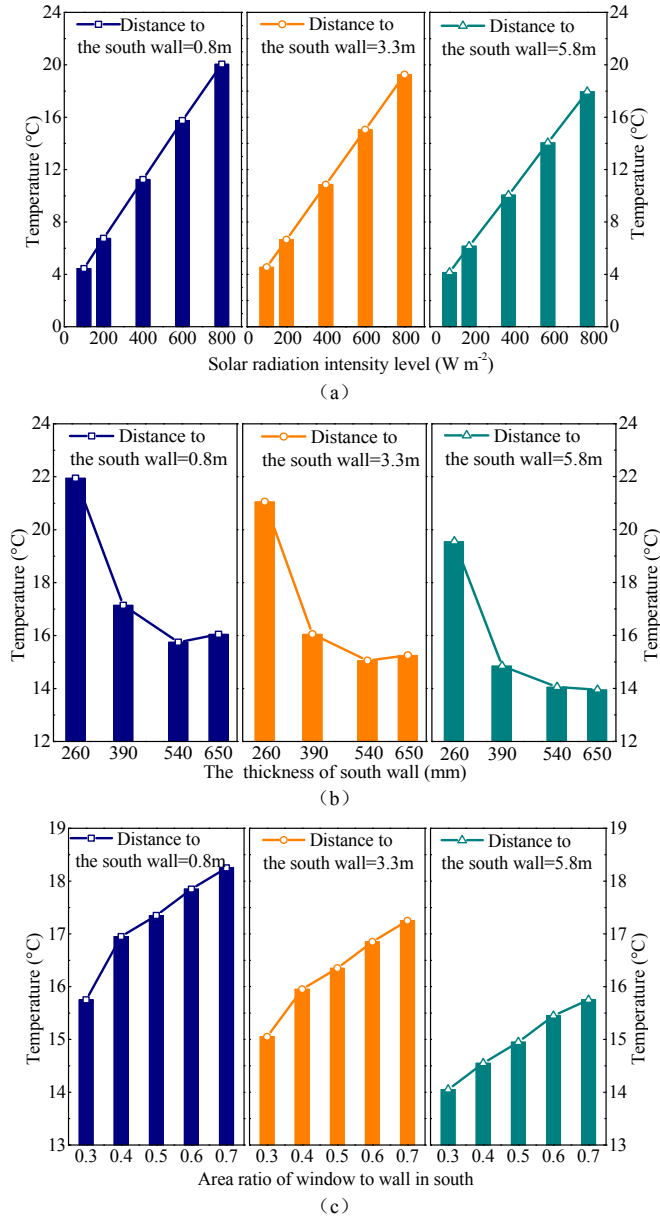 24
20
16
12
8
4
0
Temperature (°C)
Distance to
the south wall=0.8m
Distance to
the south wall=3.3m
Distance to
the south wall=5.8m
24
20
16
12
8
4
0
Temperature (°C)
0 200 400 600 800 0 200 400 600 800 0 200 400 600 800
Solar radiation intensity level (W m-2)
（a）
24
22
20
18
16
14
12
Temperature (°C)
Distance to
the south wall=0.8m
Distance to
the south wall=3.3m
Distance to
the south wall=5.8m
24
22
20
18
16
14
12
Temperature (°C)
260 390 540 650 260 390 540 650 260 390 540 650
The thickness of south wall (mm)
（b）
19
18
17
16
15
14
13
Temperature (°C)
Distance to
the south wall=0.8m
Distance to
the south wall=3.3m
Distance to
the south wall=5.8m
19
18
17
16
15
14
13
Temperature (°C)
0.3 0.4 0.5 0.6 0.7 0.3 0.4 0.5 0.6 0.7 0.3 0.4 0.5 0.6 0.7
Area ratio of window to wall in south
（c）